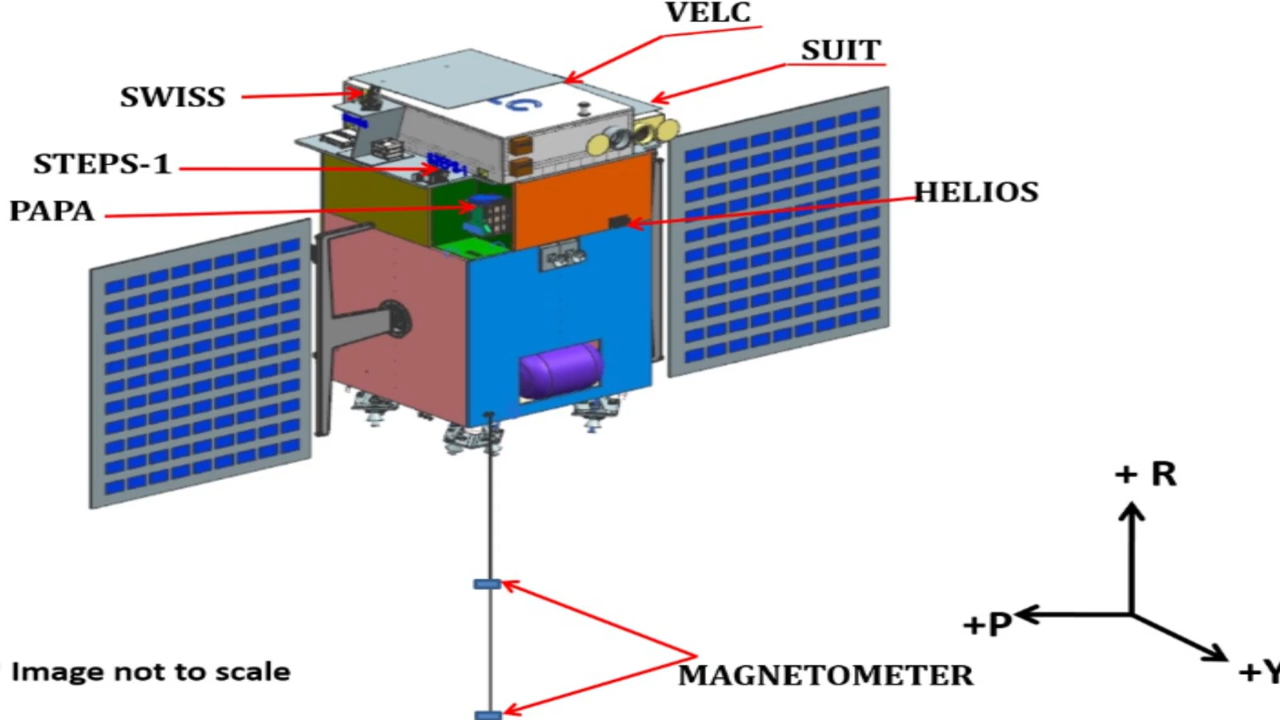 VELC
SUIT
SWISS
STEPS-1
PAPA
HELIOS
+ R
+P
+Y
MAGNETOMETER
Image not to scale